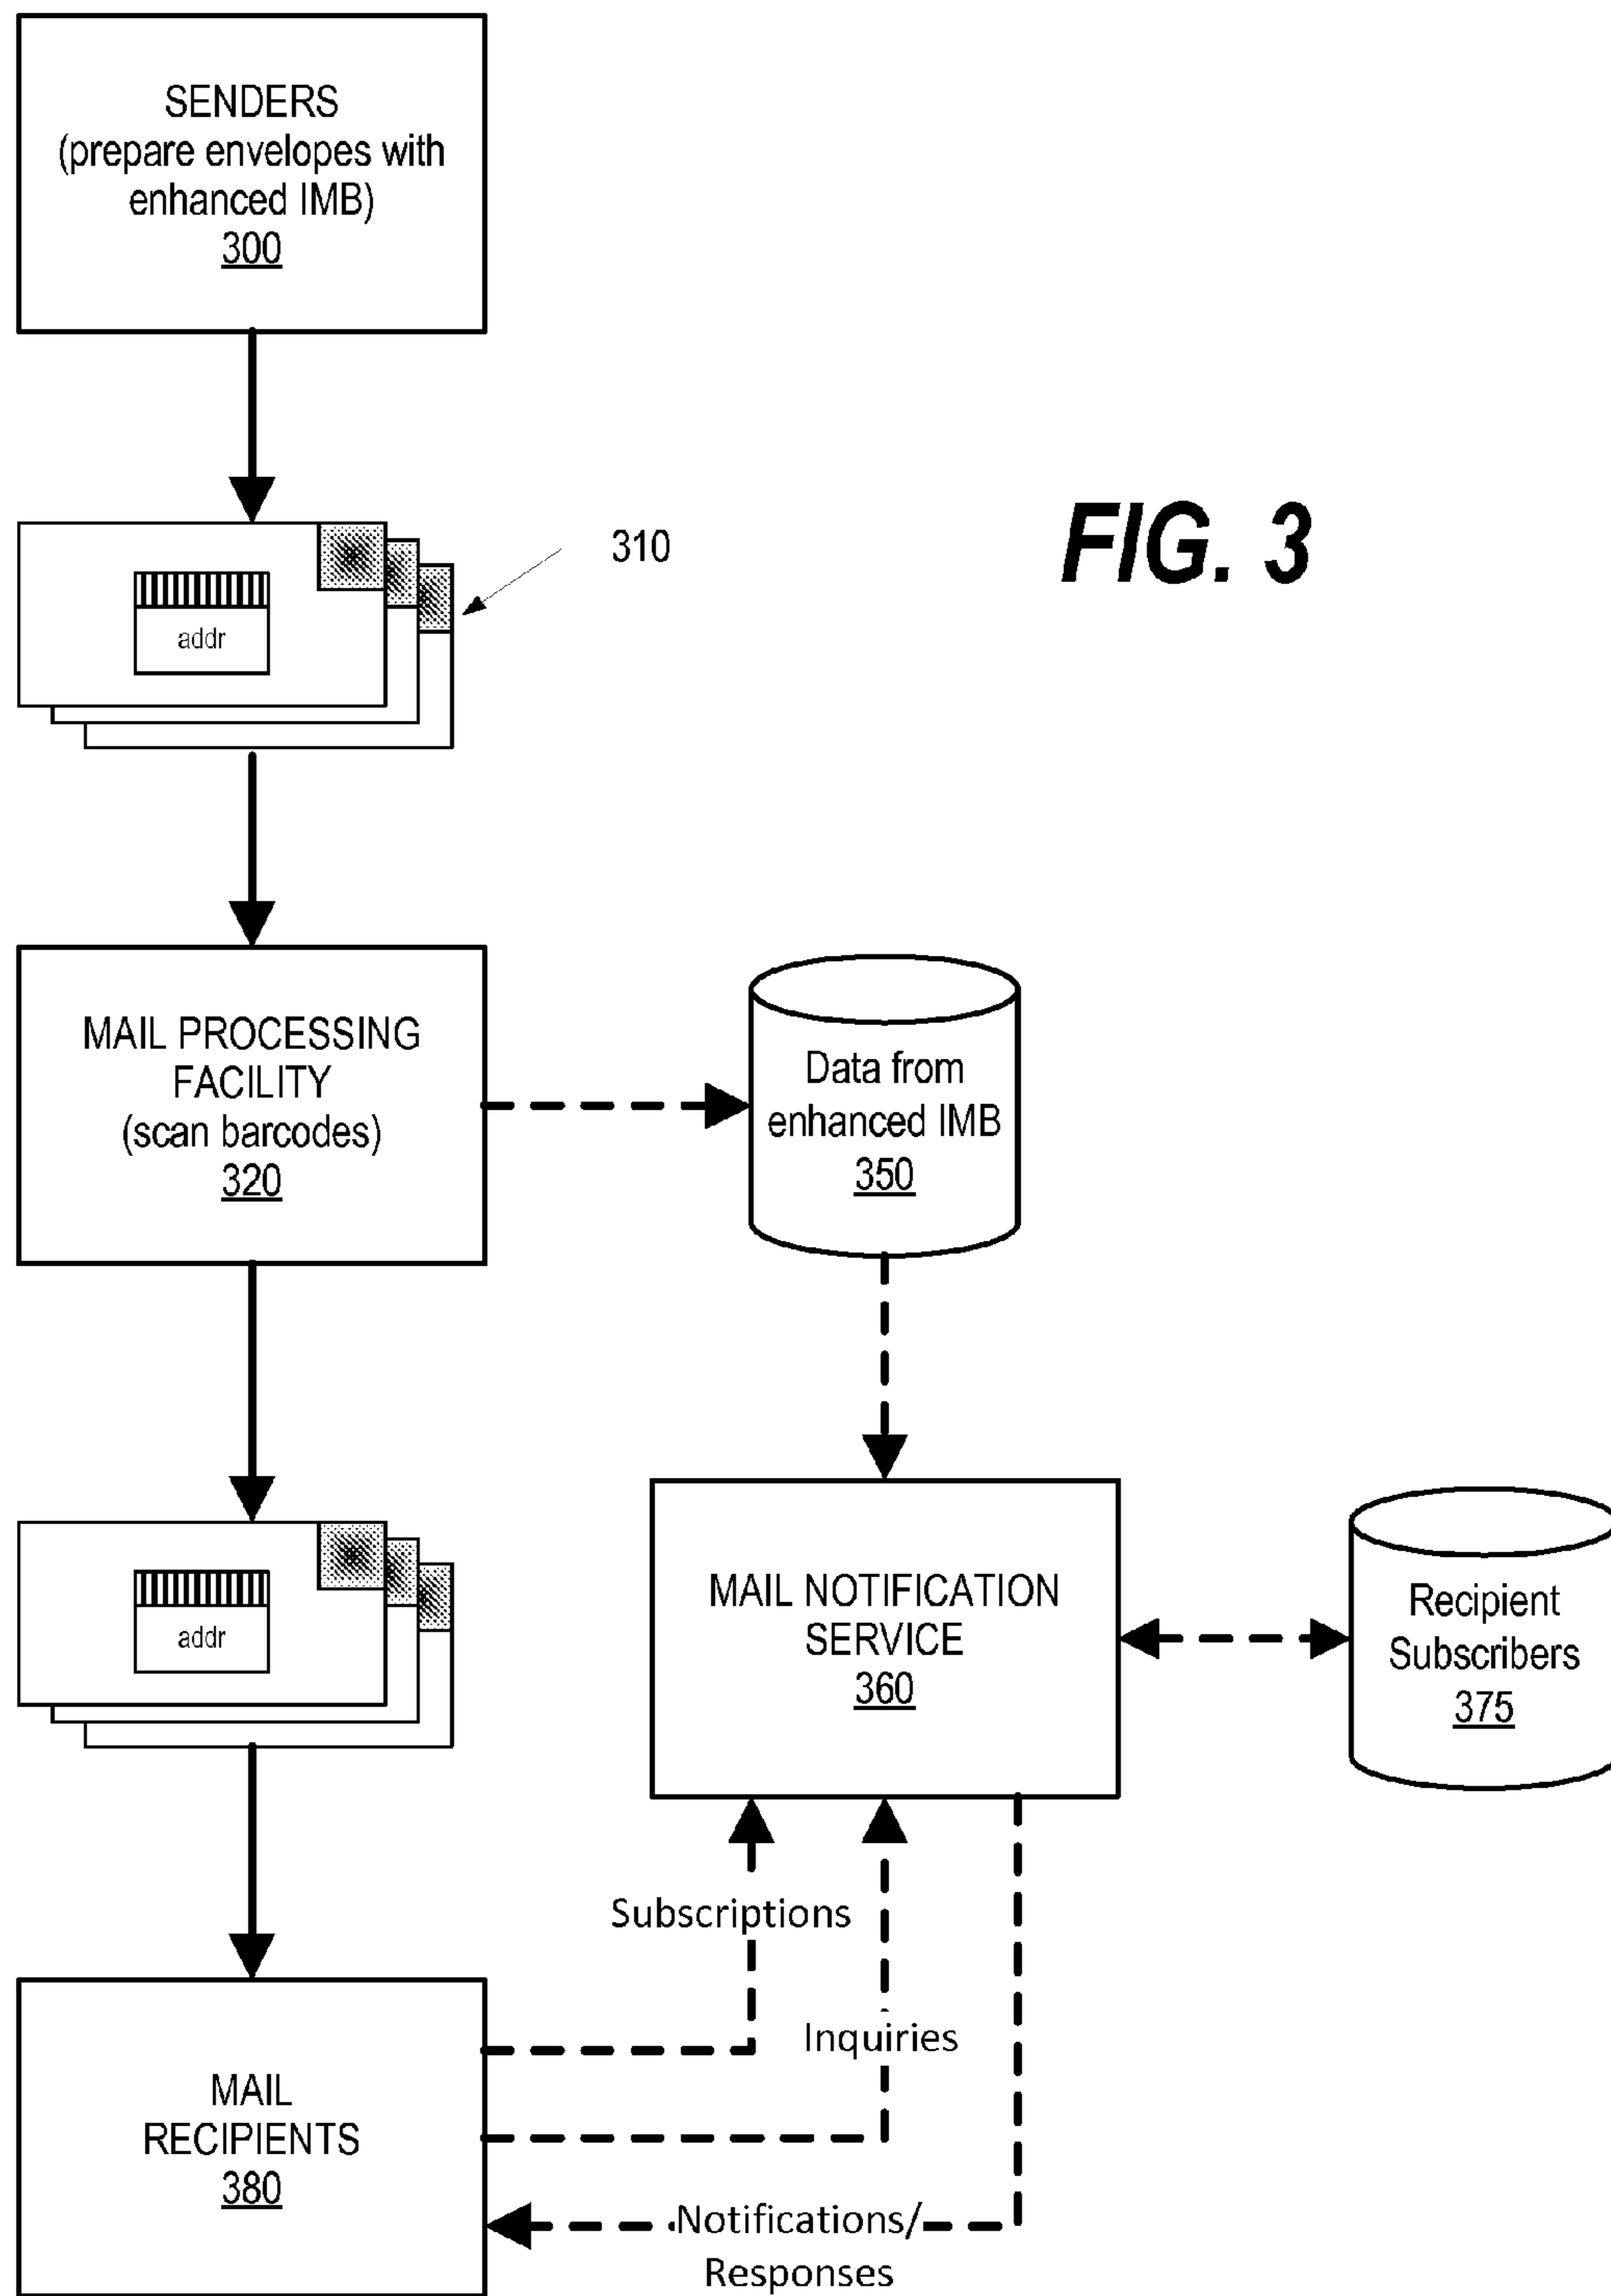 SENDERS
(prepare envelopes with
enhanced IMB)
300
310
FIG. 3
addr
MAIL PROCESSING
FACILITY
(scan barcodes)
320
Data from
enhanced IMB
350
addr
MAIL NOTIFICATION
SERVICE
360
Recipient
Subscribers
375
Subscriptions
Inquiries
MAIL
RECIPIENTS
380
Notifications/
Responses